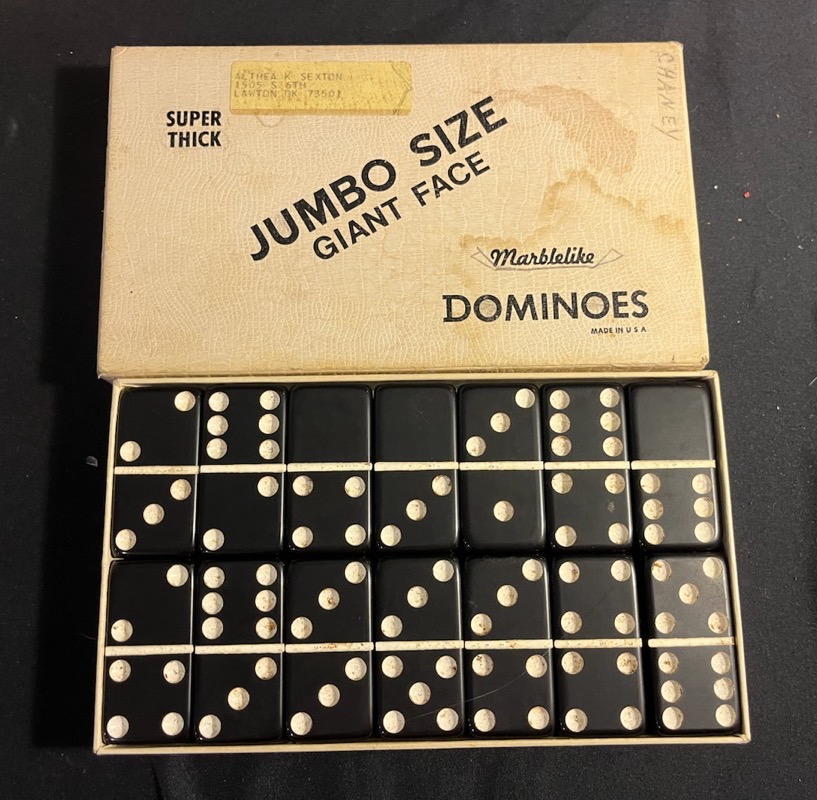 ALTHEA K SEXTON
1505 S 6TH
LAWTON OK 73501
CHANEY
SUPER
THICK
JUMBO SIZE
GIANT FACE
Marblelike
DOMINOES
MADE IN U S A